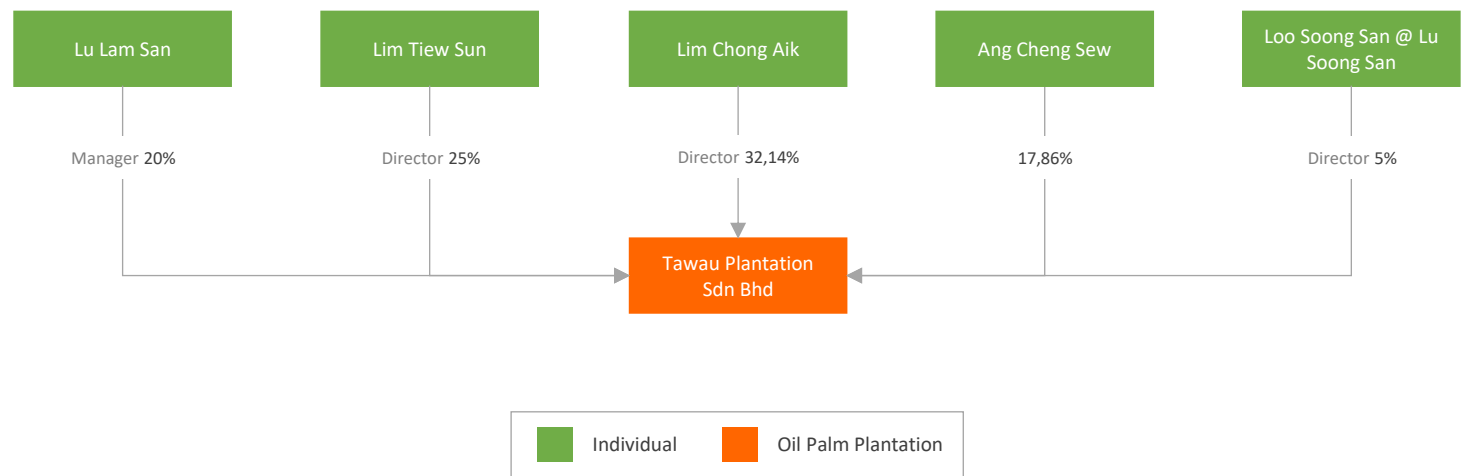 Lu Lam San
Lim Tiew Sun
Lim Chong Aik
Ang Cheng Sew
Loo Soong San @ Lu
Soong San
Manager 20%
Director 25%
Director 32,14%
17,86%
Director 5%
Tawau Plantation
Sdn Bhd
Individual
Oil Palm Plantation